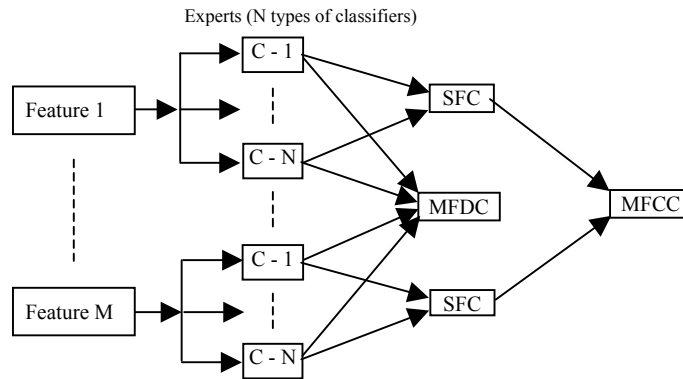 Experts (N types of classifiers)
C - 1
Feature 1
SFC
C - N
MFDC
MFCC
C - 1
Feature M
SFC
C - N